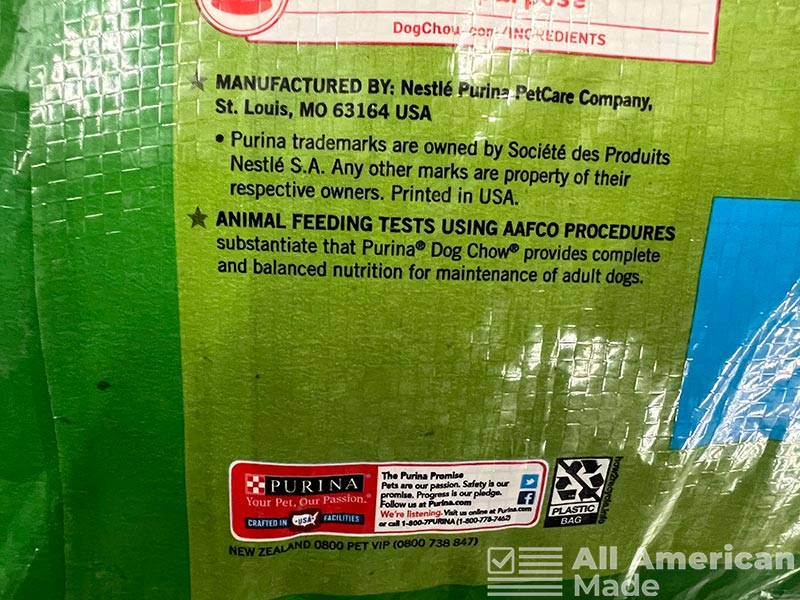 Purpose
DogChow.com/INGREDIENTS
MANUFACTURED BY: Nestlé Purina PetCare Company,
St. Louis, MO 63164 USA
• Purina trademarks are owned by Société des Produits
Nestlé S.A. Any other marks are property of their
respective owners. Printed in USA.
ANIMAL FEEDING TESTS USING AAFCO PROCEDURES
substantiate that Purina® Dog Chow® provides complete
and balanced nutrition for maintenance of adult dogs.
PURINA
Your Pet, Our Passion.®
CRAFTED IN USA FACILITIES
The Purina Promise
Pets are our passion. Safety is our
promise. Progress is our pledge.
Follow us at Purina.com
We're listening. Visit us online at Purina.com
or call 1-800-7PURINA (1-800-778-7462)
PLASTIC
BAG
how2recycle.info
NEW ZEALAND 0800 PET VIP (0800 738 847)
All American
Made